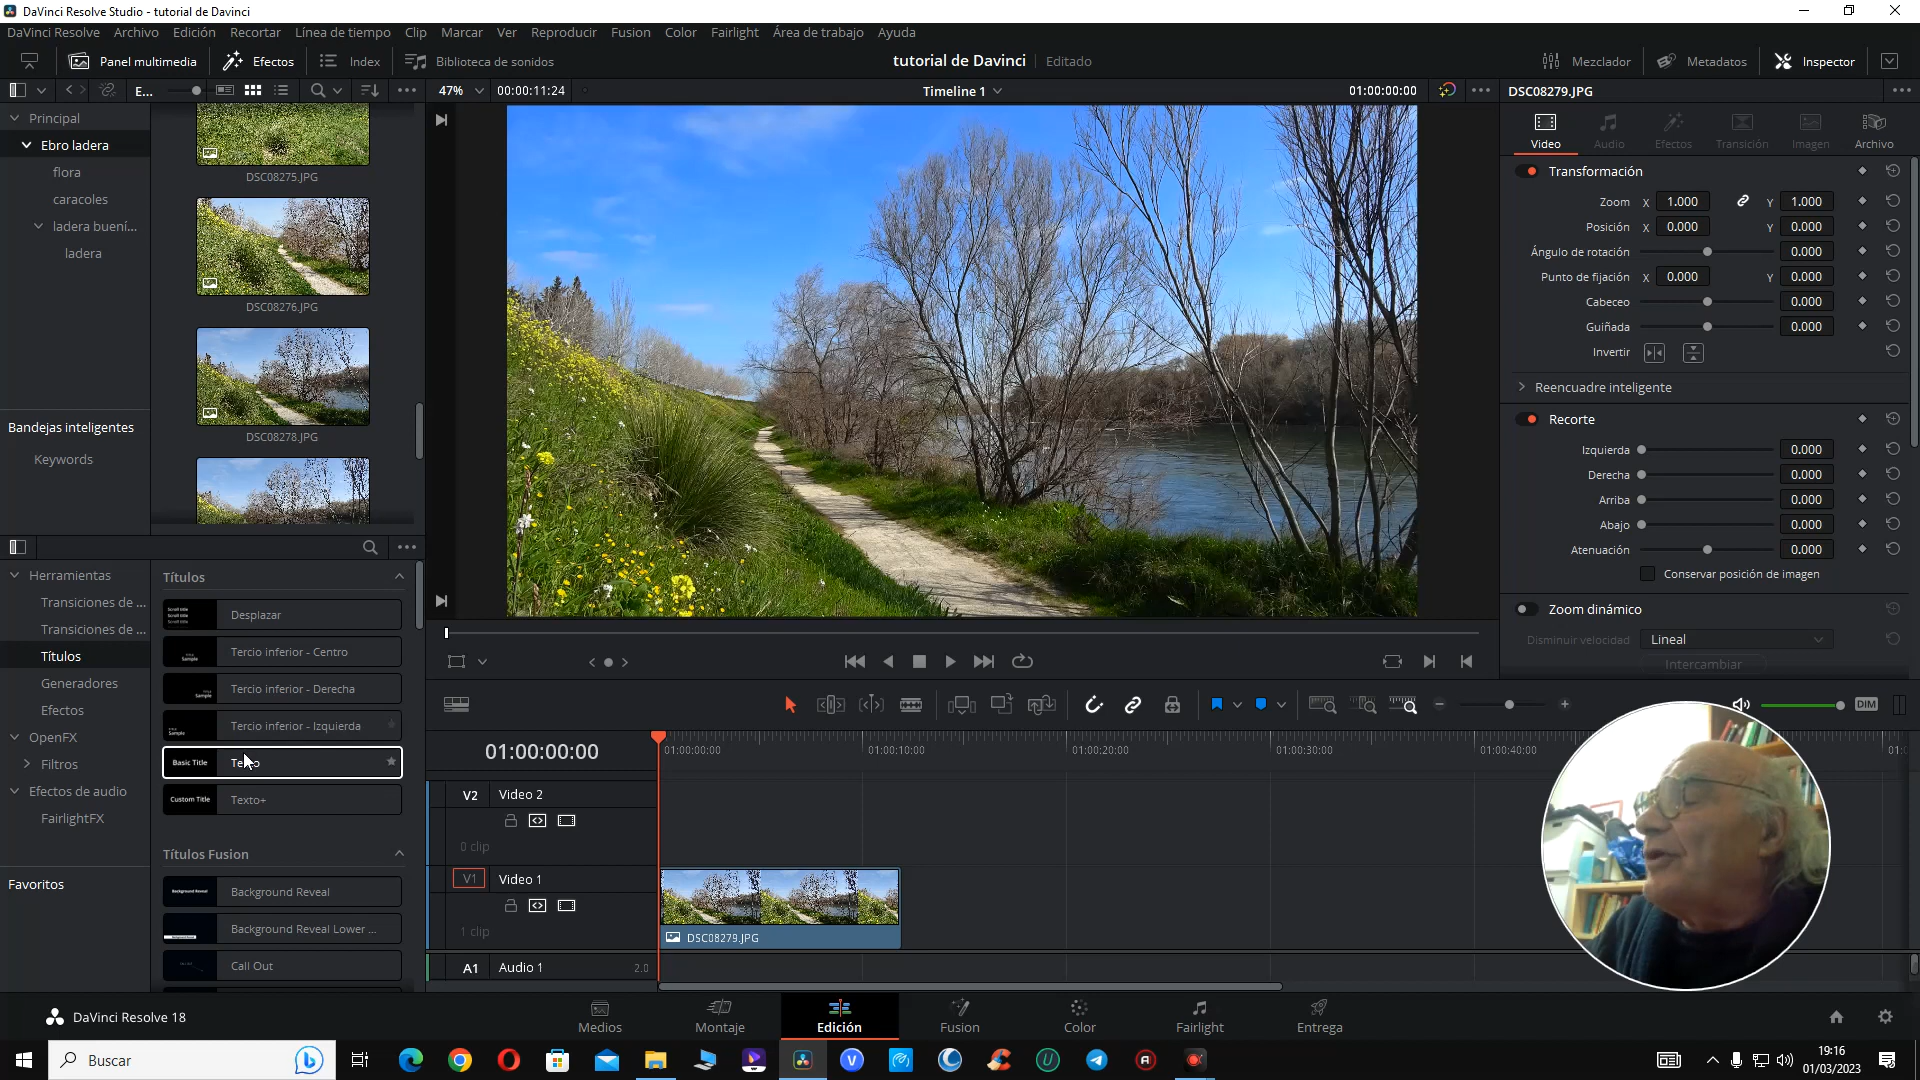 DaVinci Resolve Studio - tutorial de Davinci
DaVinci Resolve Archivo Edición Recortar Línea de tiempo Clip Marcar Ver Reproducir Fusion Color Fairlight Área de trabajo Ayuda
Panel multimedia Efectos Index Biblioteca de sonidos tutorial de Davinci Editado Mezclador Metadatos Inspector
E... 47% 00:00:11:24 Timeline 1 01:00:00:00 DSC08279.JPG
Principal
Ebro ladera
flora
caracoles
ladera buení...
ladera
Bandejas inteligentes
Keywords
DSC08275.JPG
DSC08276.JPG
DSC08278.JPG
Video Audio Efectos Transición Imagen Archivo
Transformación
Zoom X 1.000 Y 1.000
Posición X 0.000 Y 0.000
Ángulo de rotación 0.000
Punto de fijación X 0.000 Y 0.000
Cabeceo 0.000
Guiñada 0.000
Invertir
Reencuadre inteligente
Recorte
Izquierda 0.000
Derecha 0.000
Arriba 0.000
Abajo 0.000
Atenuación 0.000
Conservar posición de imagen
Zoom dinámico
Disminuir velocidad Lineal
Intercambiar
Herramientas
Transiciones de ...
Transiciones de ...
Títulos
Generadores
Efectos
OpenFX
Filtros
Efectos de audio
FairlightFX
Favoritos
Títulos
Desplazar
Tercio inferior - Centro
Tercio inferior - Derecha
Tercio inferior - Izquierda
Basic Title
Custom Title Texto+
Títulos Fusion
Background Reveal Background Reveal
Background Reveal Lower ...
Call Out
DIM
01:00:00:00 01:00:00:00 01:00:10:00 01:00:20:00 01:00:30:00 01:00:40:00
V2 Video 2
0 clip
V1 Video 1
1 clip
DSC08279.JPG
A1 Audio 1 2.0
DaVinci Resolve 18 Medios Montaje Edición Fusion Color Fairlight Entrega
Buscar
19:16
01/03/2023